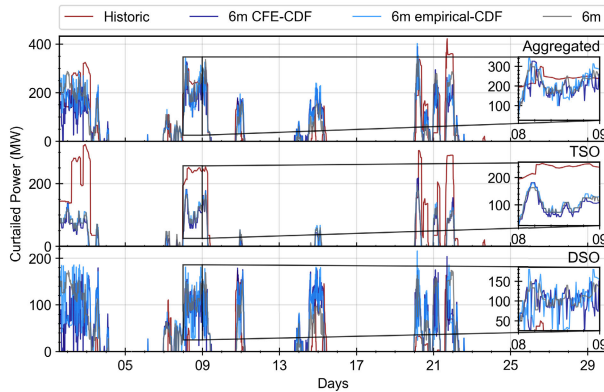 Historic 6m CFE-CDF 6m empirical-CDF 6m
Curtailed Power (MW)
Aggregated
400
200
0
300
200
100
08 09
TSO
200
0
200
100
08 09
DSO
200
100
0
150
100
50
08 09
05 09 13 17 21 25 29
Days